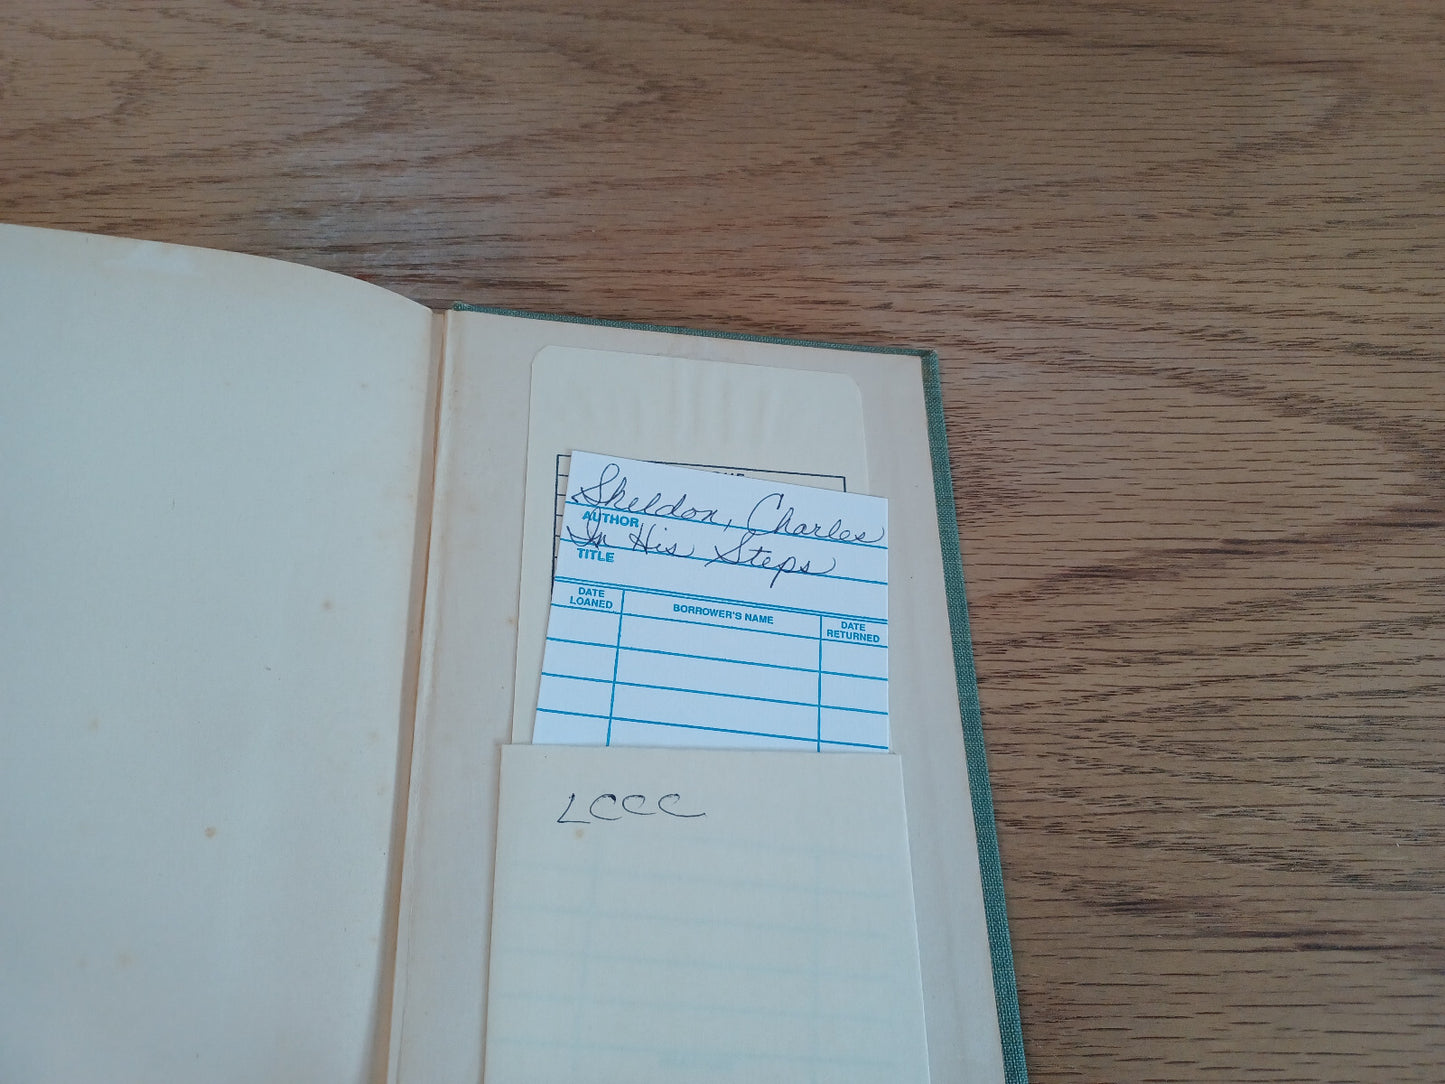 Sheldon, Charles
AUTHOR
In His Steps
TITLE
DATE LOANED
BORROWER'S NAME
DATE RETURNED
LCCC